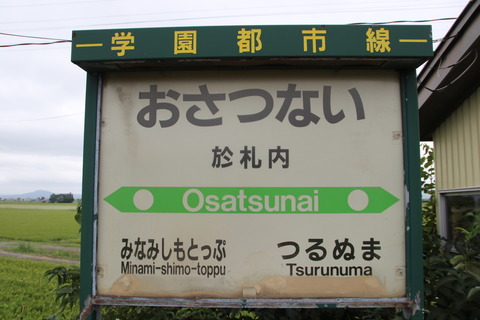 ー学園都市線ー
おさつない
於札内
Osatsunai
みなみしもとっぷ
Minami-shimo-toppu
つるぬま
Tsurunuma